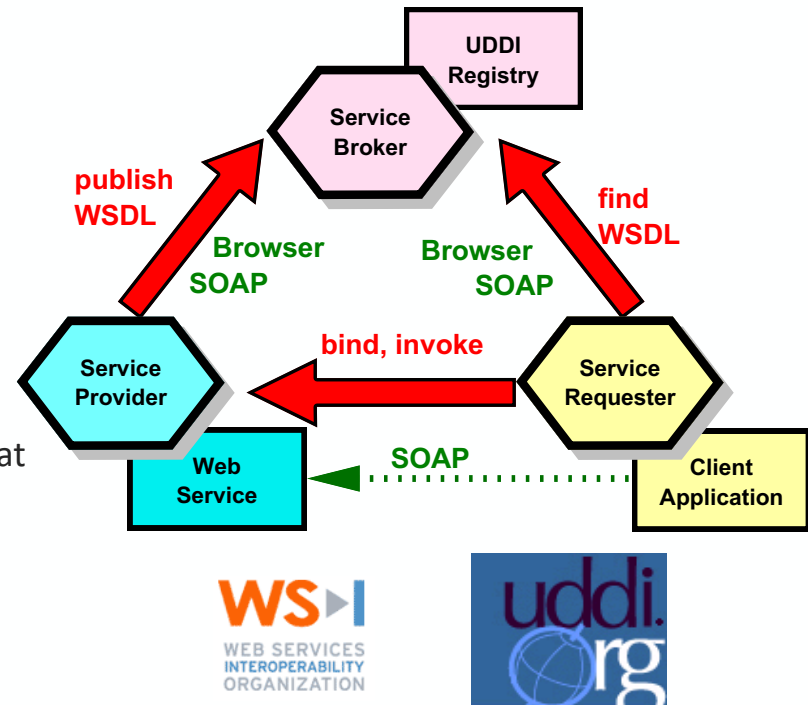 UDDI
Registry
Service
Broker
publish
WSDL
find
WSDL
Browser
SOAP
Browser
SOAP
bind, invoke
Service
Provider
Service
Requester
at
Web
Service
SOAP
Client
Application
WS I
WEB SERVICES
INTEROPERABILITY
ORGANIZATION
uddi.
Org